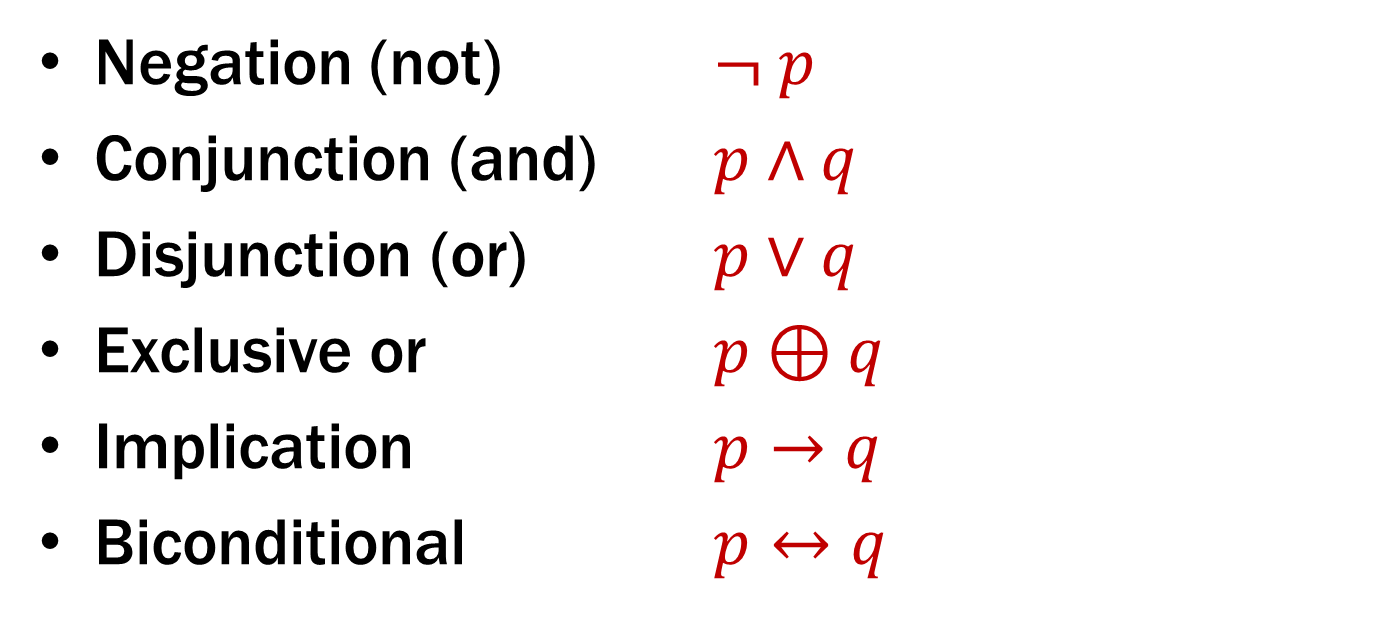 • Negation (not) ¬ p
• Conjunction (and) p ∧ q
• Disjunction (or) p ∨ q
• Exclusive or p ⊕ q
• Implication p → q
• Biconditional p ↔ q